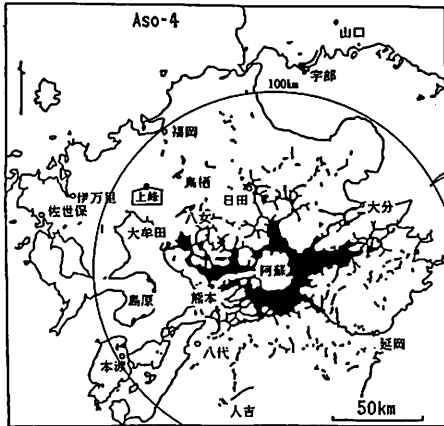 Aso-4
山口
宇部
100km
福岡
鳥栖
日田
大分
伊万里
上峰
佐世保
八女
大牟田
阿蘇
島原
熊本
八代
延岡
本渡
人吉
50km